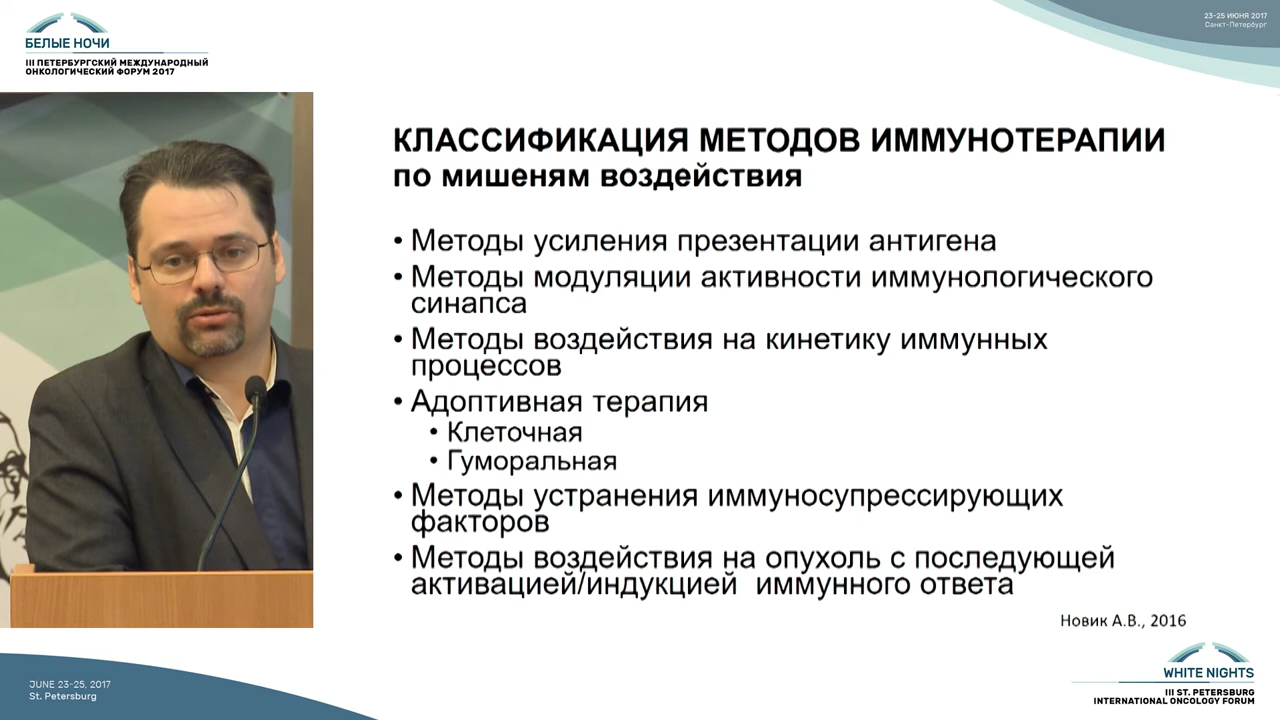 23-25 ИЮНЯ 2017
Санкт-Петербург
БЕЛЫЕ НОЧИ
III ПЕТЕРБУРГСКИЙ МЕЖДУНАРОДНЫЙ
ОНКОЛОГИЧЕСКИЙ ФОРУМ 2017
КЛАССИФИКАЦИЯ МЕТОДОВ ИММУНОТЕРАПИИ
по мишеням воздействия
• Методы усиления презентации антигена
• Методы модуляции активности иммунологического
синапса
• Методы воздействия на кинетику иммунных
процессов
• Адоптивная терапия
• Клеточная
• Гуморальная
• Методы устранения иммуносупрессирующих
факторов
• Методы воздействия на опухоль с последующей
активацией/индукцией иммунного ответа
Новик А.В., 2016
JUNE 23-25, 2017
St. Petersburg
WHITE NIGHTS
III ST. PETERSBURG
INTERNATIONAL ONCOLOGY FORUM